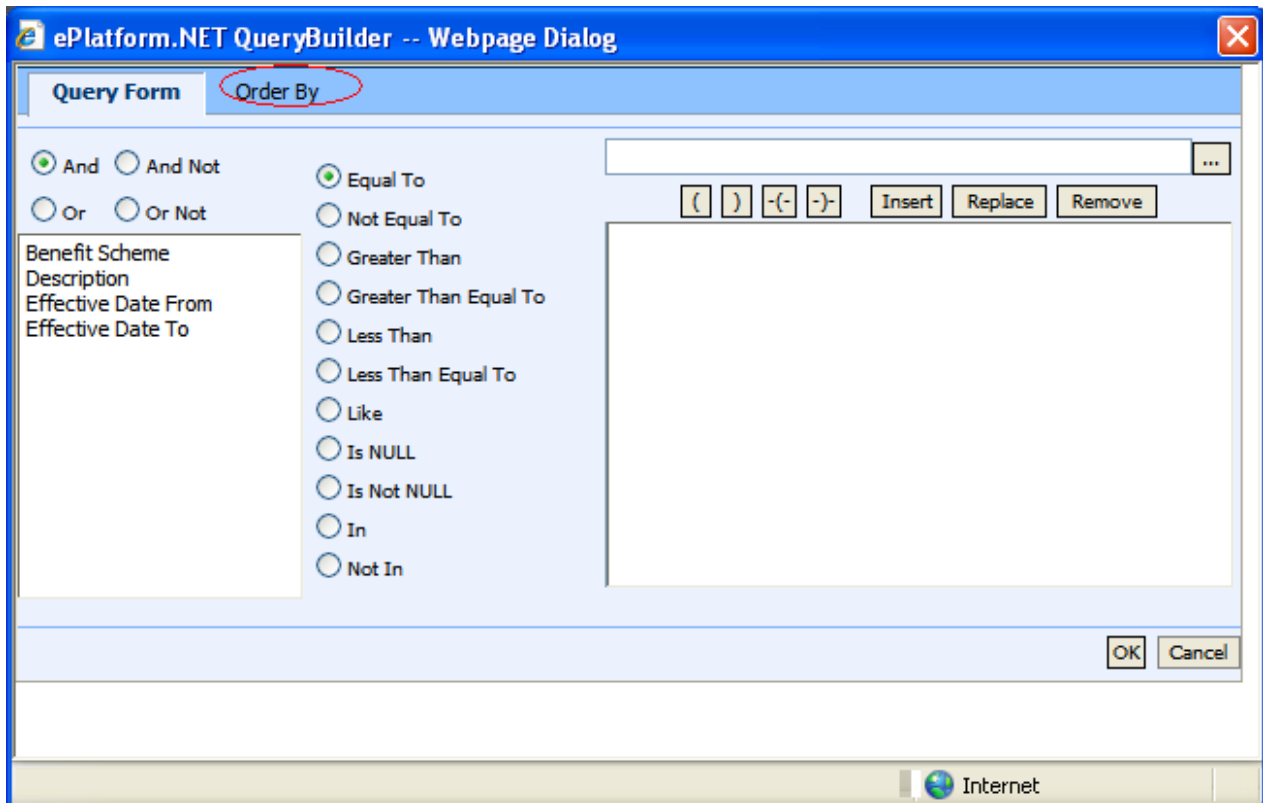 ePlatform.NET QueryBuilder -- Webpage Dialog
Query Form Order By
And And Not
Or Or Not
Benefit Scheme
Description
Effective Date From
Effective Date To
Equal To
Not Equal To
Greater Than
Greater Than Equal To
Less Than
Less Than Equal To
Like
Is NULL
Is Not NULL
In
Not In
...
( ) -(- -)- Insert Replace Remove
OK Cancel
Internet